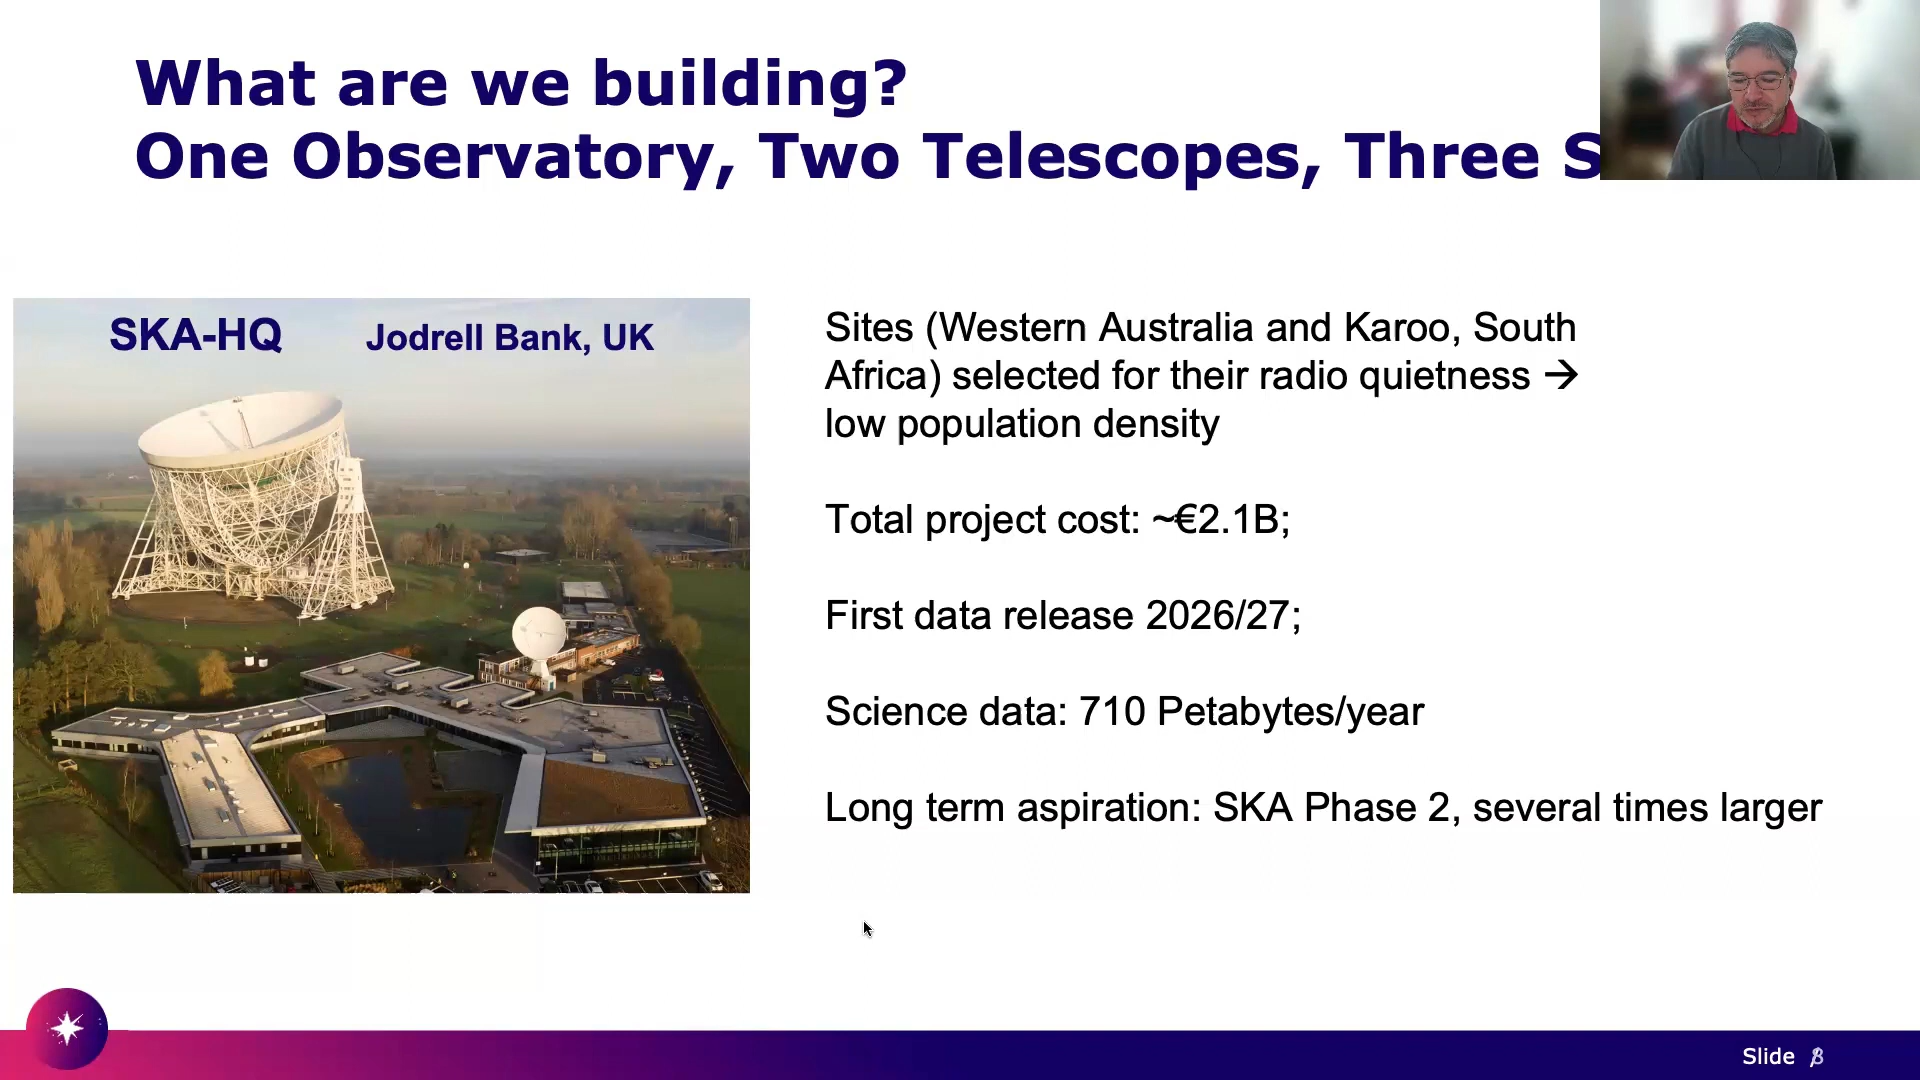 What are we building?
One Observatory, Two Telescopes, Three
SKA-HQ Jodrell Bank, UK
Sites (Western Australia and Karoo, South
Africa) selected for their radio quietness →
low population density
Total project cost: ~€2.1B;
First data release 2026/27;
Science data: 710 Petabytes/year
Long term aspiration: SKA Phase 2, several times larger
Slide